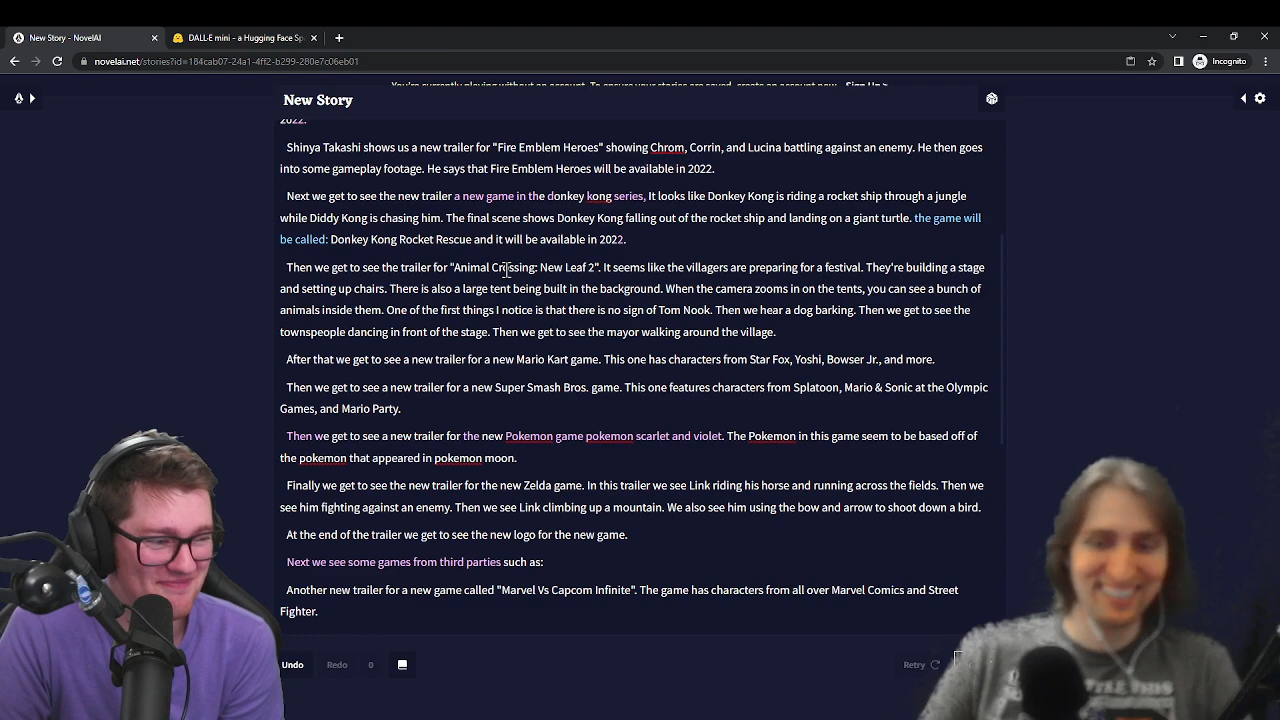 New Story - NovelAI
DALL·E mini - a Hugging Face Sp
novelai.net/stories?id=184cab07-24a1-4ff2-b299-280e7c06eb01
Incognito
You're currently playing without an account. To ensure your stories are saved, create an account now. Sign Up >
New Story
2022.
Shinya Takashi shows us a new trailer for "Fire Emblem Heroes" showing Chrom, Corrin, and Lucina battling against an enemy. He then goes
into some gameplay footage. He says that Fire Emblem Heroes will be available in 2022.
Next we get to see the new trailer a new game in the donkey kong series, It looks like Donkey Kong is riding a rocket ship through a jungle
while Diddy Kong is chasing him. The final scene shows Donkey Kong falling out of the rocket ship and landing on a giant turtle. the game will
be called: Donkey Kong Rocket Rescue and it will be available in 2022.
Then we get to see the trailer for "Animal Crossing: New Leaf 2". It seems like the villagers are preparing for a festival. They're building a stage
and setting up chairs. There is also a large tent being built in the background. When the camera zooms in on the tents, you can see a bunch of
animals inside them. One of the first things I notice is that there is no sign of Tom Nook. Then we hear a dog barking. Then we get to see the
townspeople dancing in front of the stage. Then we get to see the mayor walking around the village.
After that we get to see a new trailer for a new Mario Kart game. This one has characters from Star Fox, Yoshi, Bowser Jr., and more.
Then we get to see a new trailer for a new Super Smash Bros. game. This one features characters from Splatoon, Mario & Sonic at the Olympic
Games, and Mario Party.
Then we get to see a new trailer for the new Pokemon game pokemon scarlet and violet. The Pokemon in this game seem to be based off of
the pokemon that appeared in pokemon moon.
Finally we get to see the new trailer for the new Zelda game. In this trailer we see Link riding his horse and running across the fields. Then we
see him fighting against an enemy. Then we see Link climbing up a mountain. We also see him using the bow and arrow to shoot down a bird.
At the end of the trailer we get to see the new logo for the new game.
Next we see some games from third parties such as:
Another new trailer for a new game called "Marvel Vs Capcom Infinite". The game has characters from all over Marvel Comics and Street
Fighter.
Undo
Redo
0
Retry